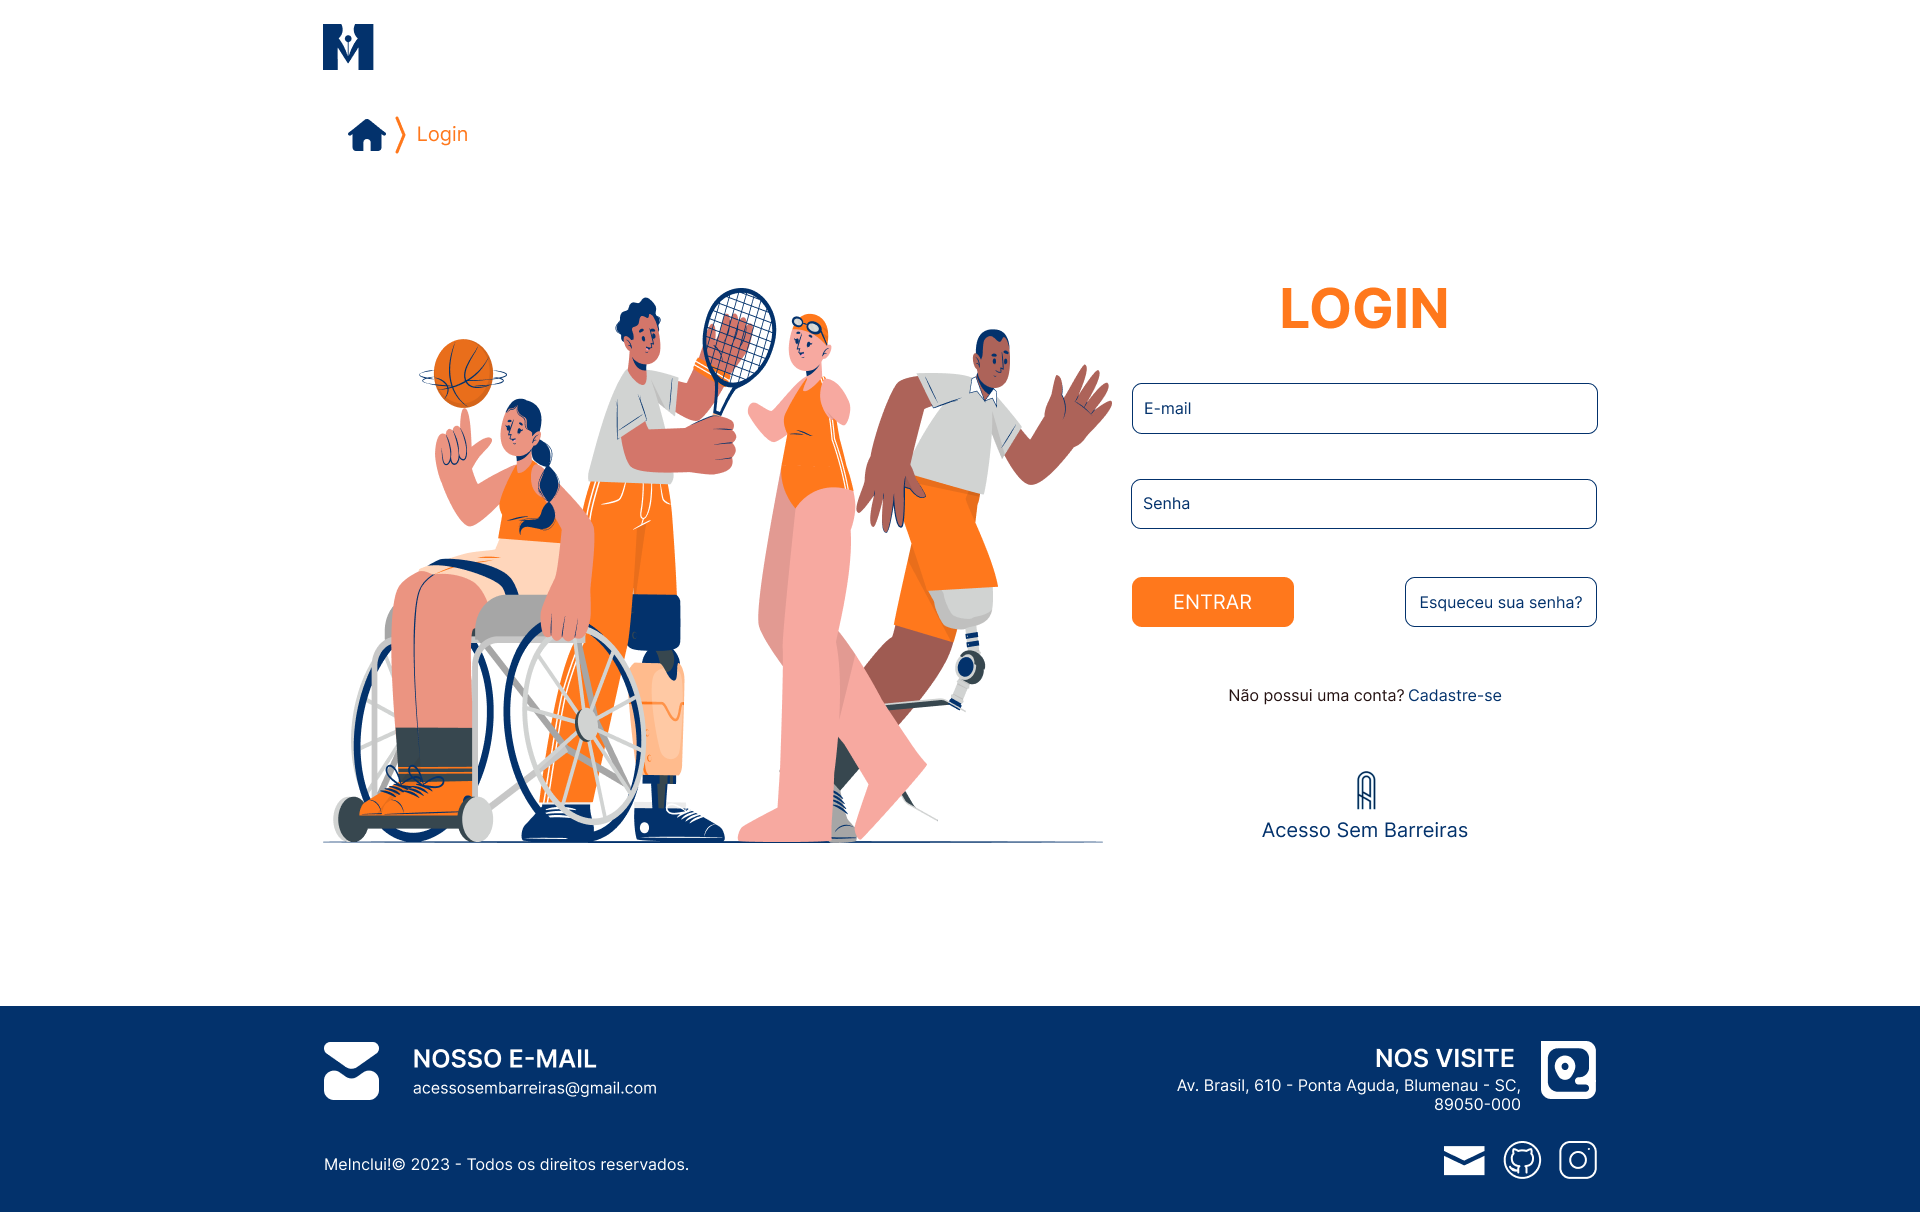 Login
LOGIN
E-mail
Senha
ENTRAR
Esqueceu sua senha?
Não possui uma conta? Cadastre-se
Acesso Sem Barreiras
NOSSO E-MAIL
acessosembarreiras@gmail.com
NOS VISITE
Av. Brasil, 610 - Ponta Aguda, Blumenau - SC,
89050-000
MeInclui!© 2023 - Todos os direitos reservados.